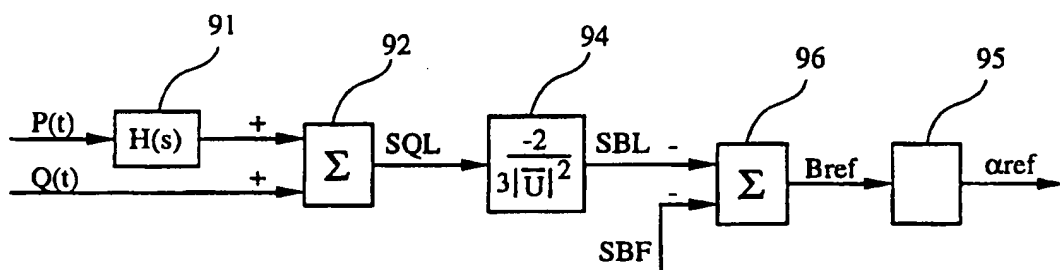 91
92
94
96
95
P(t)
H(s)
+
Q(t)
+
Σ
SQL
-2
3|U̅|²
SBL
-
-
SBF
Σ
Bref
αref